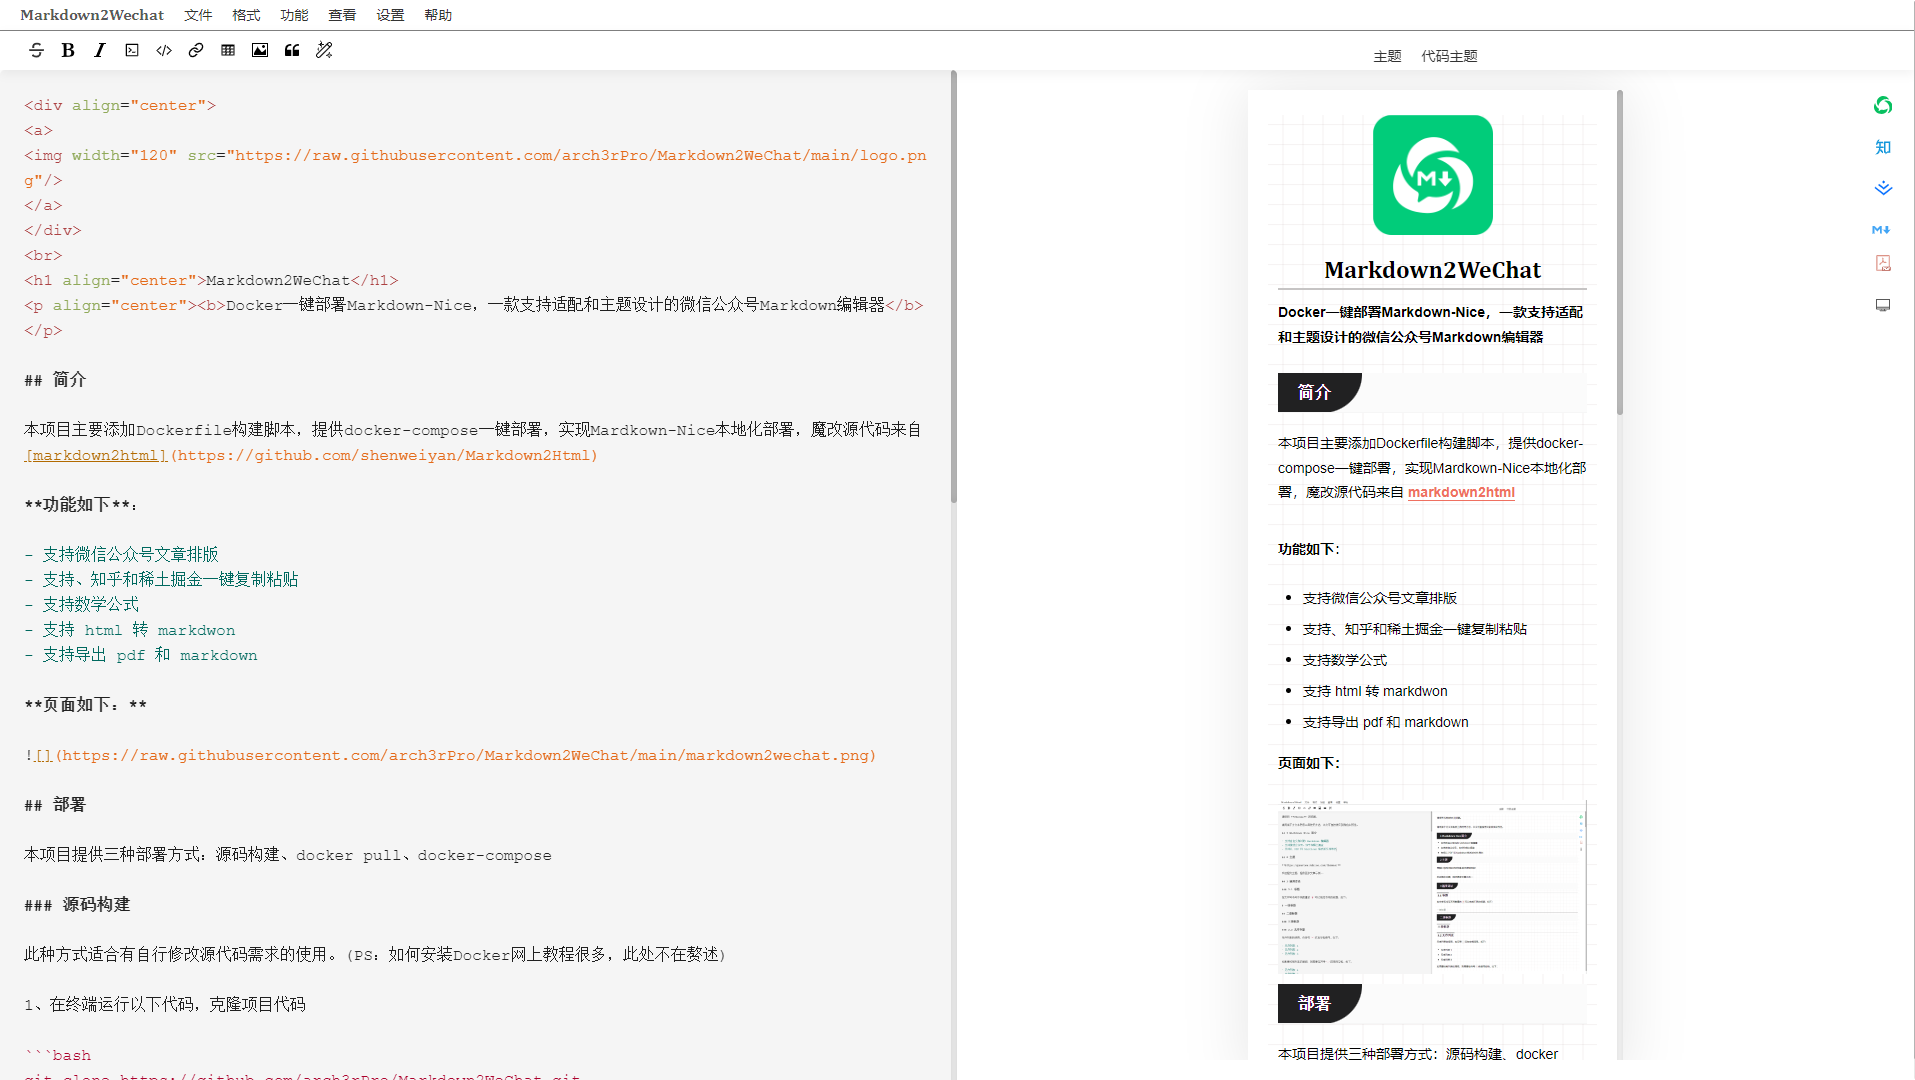 Markdown2Wechat 文件 格式 功能 查看 设置 帮助
主题 代码主题
<div align="center">
<a>
<img width="120" src="https://raw.githubusercontent.com/arch3rPro/Markdown2WeChat/main/logo.pn
g"/>
</a>
</div>
<br>
<h1 align="center">Markdown2WeChat</h1>
<p align="center"><b>Docker一键部署Markdown-Nice，一款支持适配和主题设计的微信公众号Markdown编辑器</b>
</p>
## 简介
本项目主要添加Dockerfile构建脚本，提供docker-compose一键部署，实现Mardkown-Nice本地化部署，魔改源代码来自
[markdown2html](https://github.com/shenweiyan/Markdown2Html)
**功能如下**：
- 支持微信公众号文章排版
- 支持、知乎和稀土掘金一键复制粘贴
- 支持数学公式
- 支持 html 转 markdwon
- 支持导出 pdf 和 markdown
**页面如下：**
![](https://raw.githubusercontent.com/arch3rPro/Markdown2WeChat/main/markdown2wechat.png)
## 部署
本项目提供三种部署方式：源码构建、docker pull、docker-compose
### 源码构建
此种方式适合有自行修改源代码需求的使用。(PS：如何安装Docker网上教程很多，此处不在赘述)
1、在终端运行以下代码，克隆项目代码
```bash
git clone https://github.com/arch3rPro/Markdown2WeChat.git
M↓
Markdown2WeChat
Docker一键部署Markdown-Nice，一款支持适配
和主题设计的微信公众号Markdown编辑器
简介
本项目主要添加Dockerfile构建脚本，提供docker-
compose一键部署，实现Mardkown-Nice本地化部
署，魔改源代码来自 markdown2html
功能如下：
• 支持微信公众号文章排版
• 支持、知乎和稀土掘金一键复制粘贴
• 支持数学公式
• 支持 html 转 markdwon
• 支持导出 pdf 和 markdown
页面如下：
部署
本项目提供三种部署方式：源码构建、docker
知
M↓